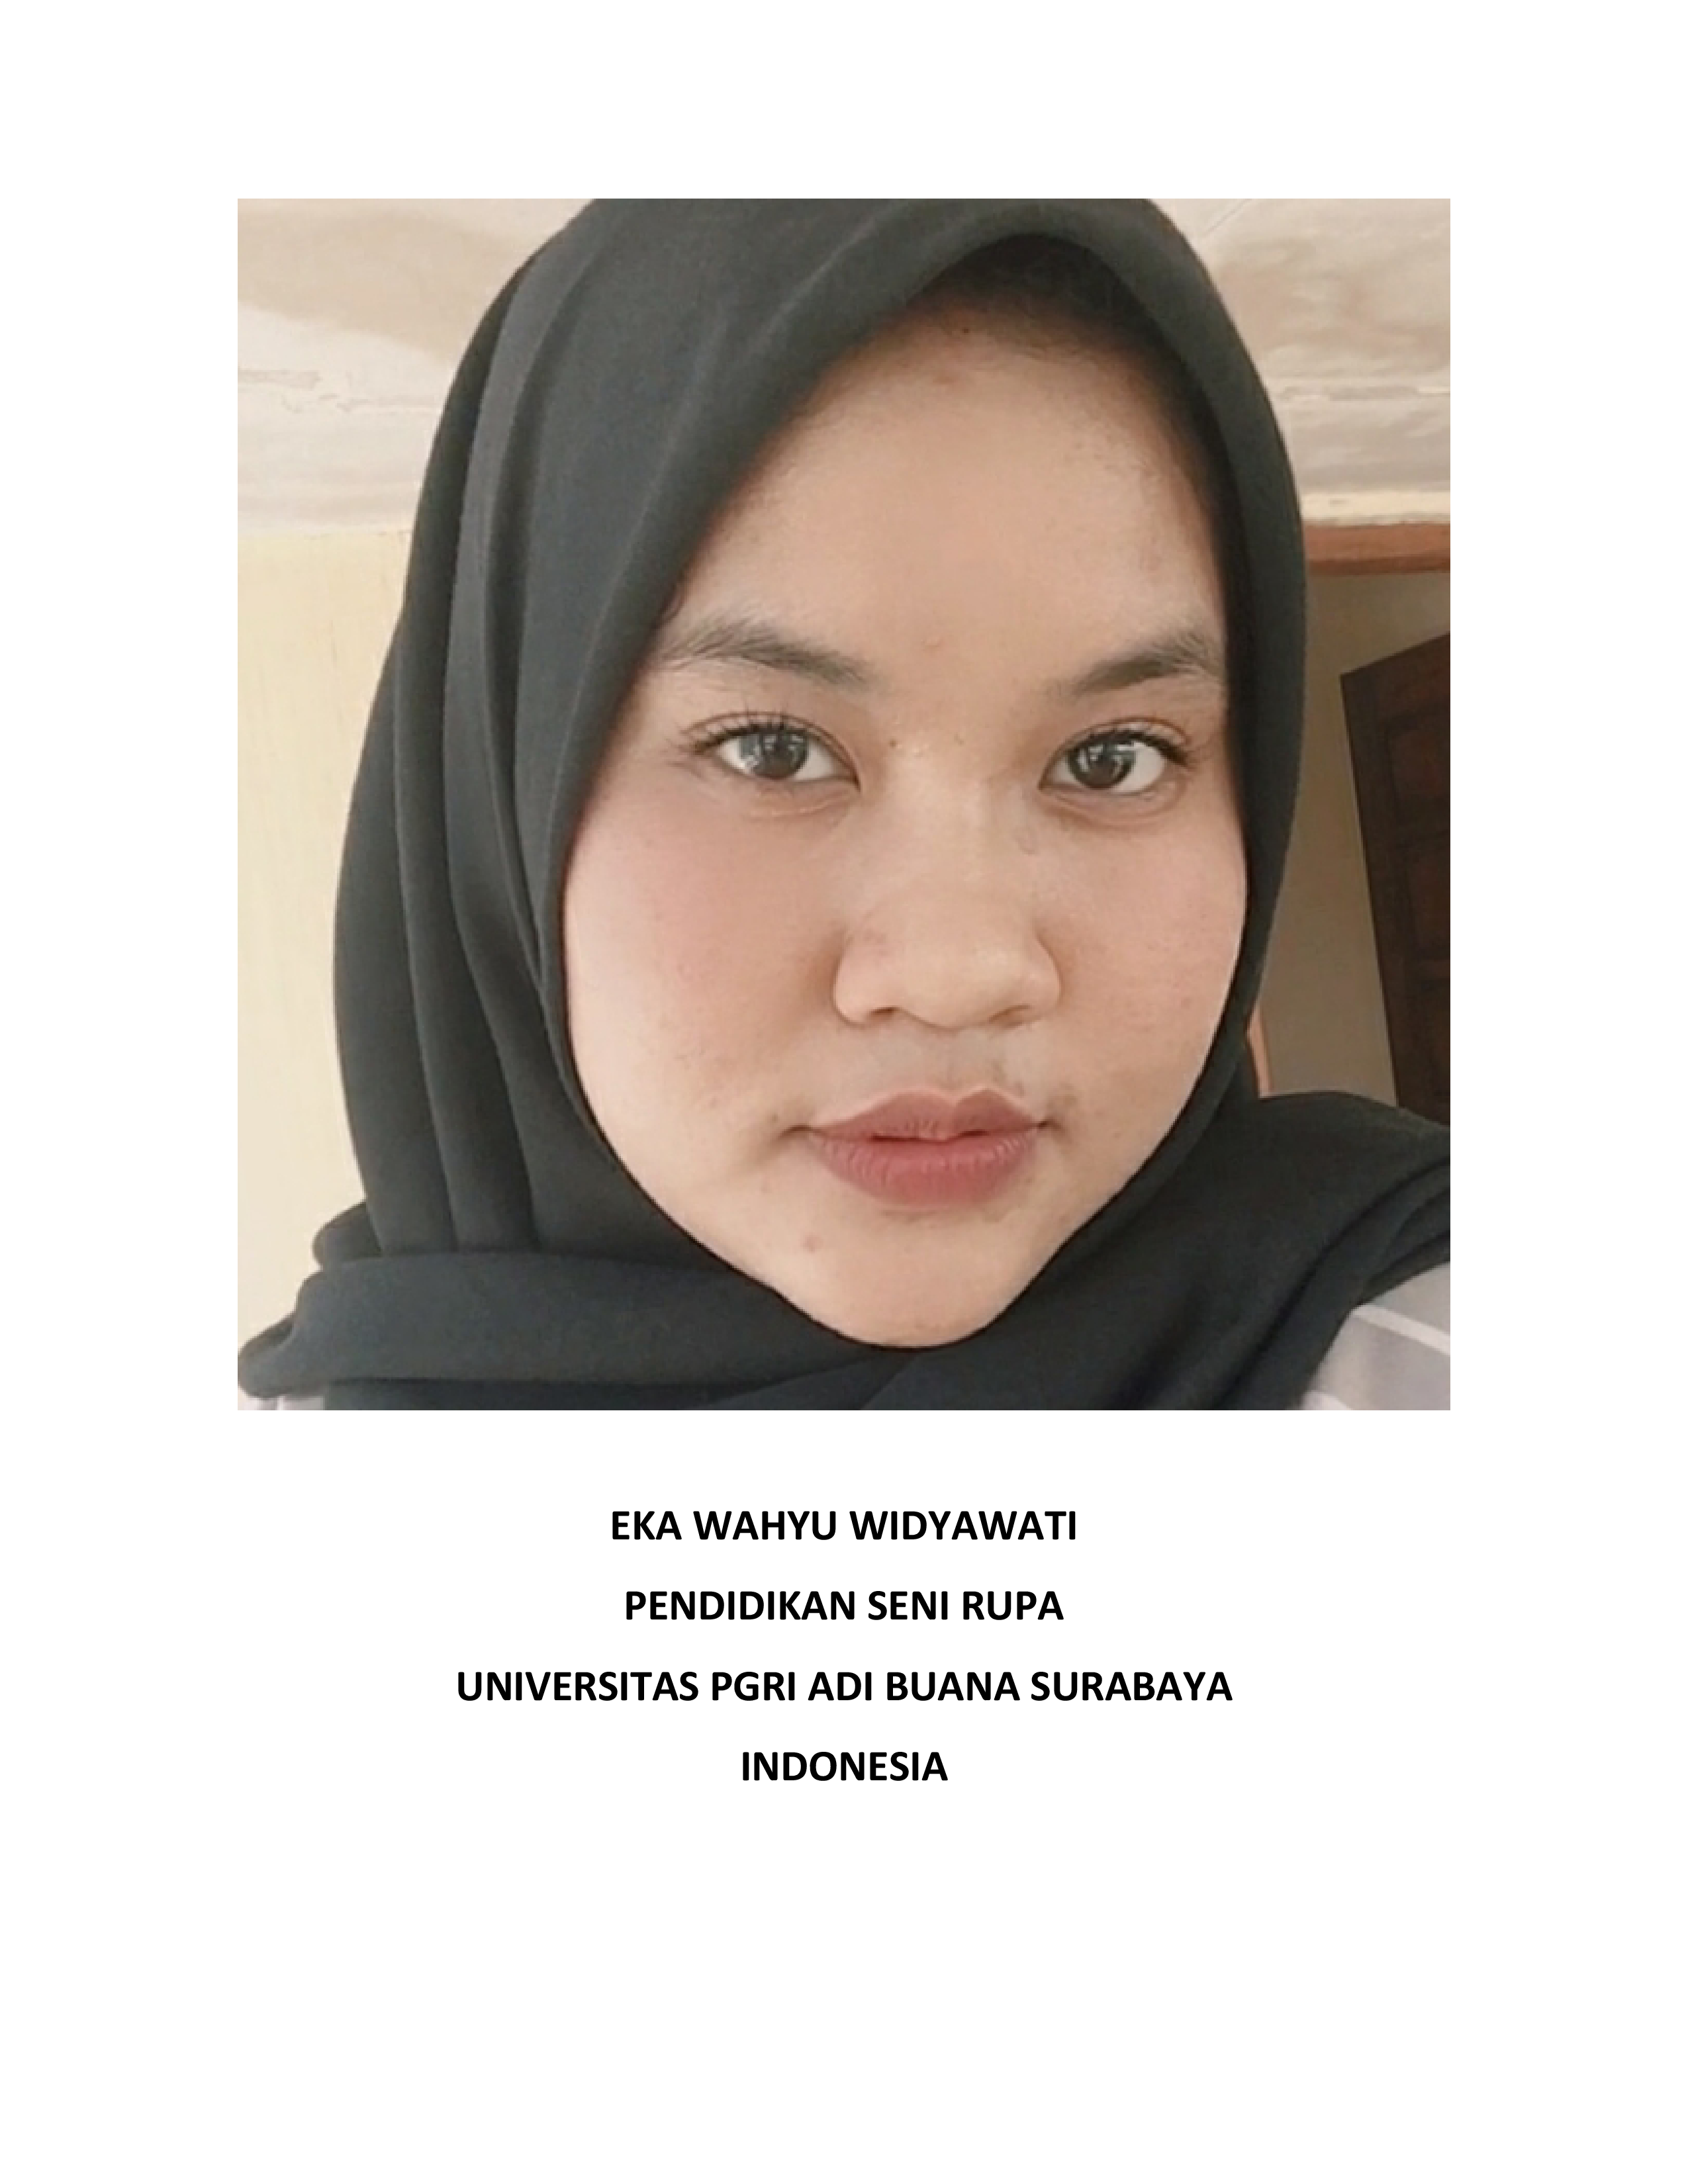 EKA WAHYU WIDYAWATI
PENDIDIKAN SENI RUPA
UNIVERSITAS PGRI ADI BUANA SURABAYA
INDONESIA